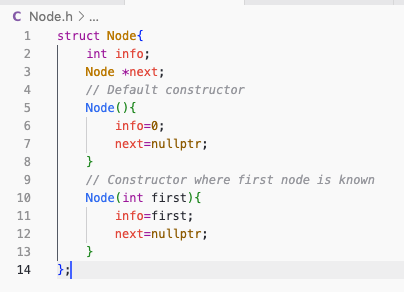 C Node.h > ...
1 struct Node{
2 int info;
3 Node *next;
4 // Default constructor
5 Node(){
6 info=0;
7 next=nullptr;
8 }
9 // Constructor where first node is known
10 Node(int first){
11 info=first;
12 next=nullptr;
13 }
14 };